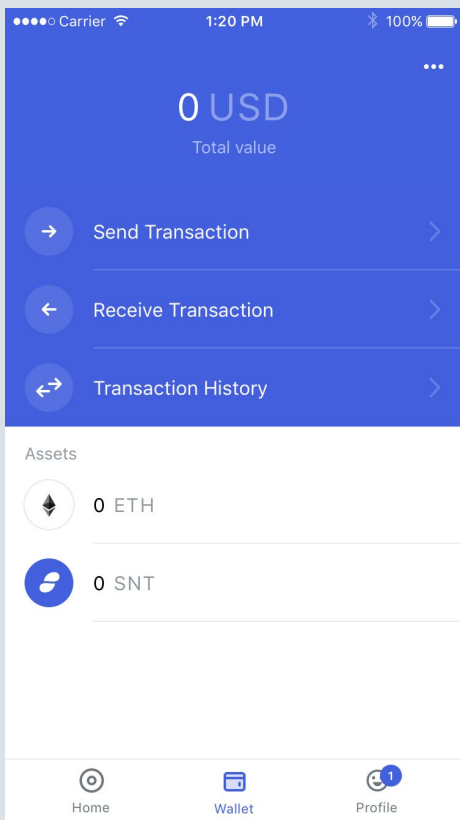 Carrier 1:20 PM 100%
0 USD
Total value
Send Transaction
Receive Transaction
Transaction History
Assets
0 ETH
0 SNT
1
Home Wallet Profile